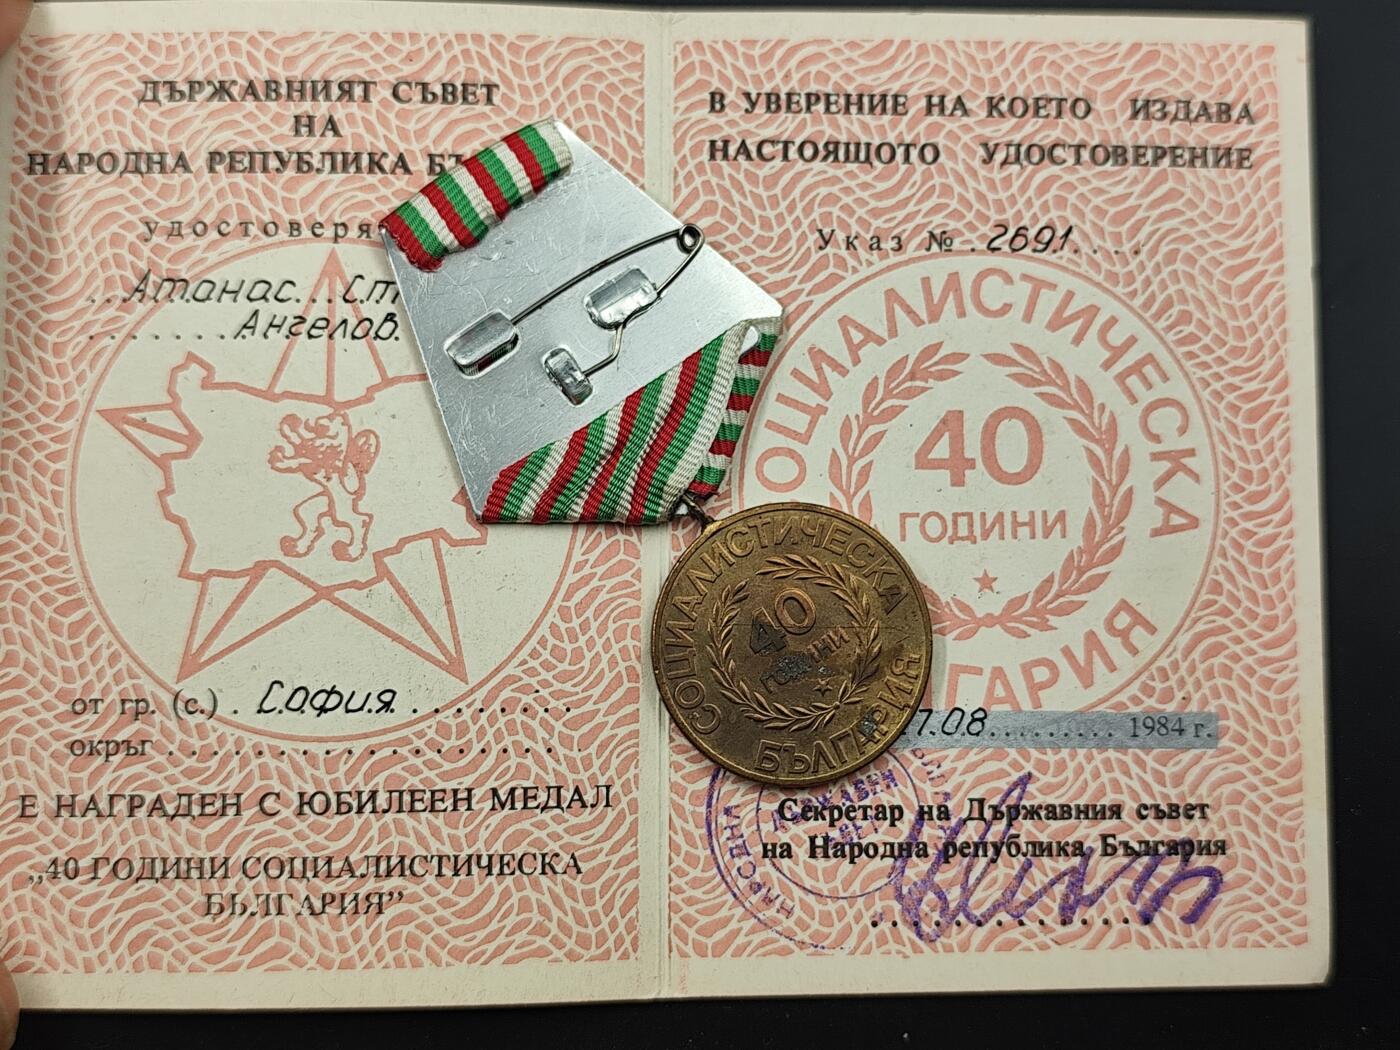 ДЪРЖАВНИЯТ СЪВЕТ
НА
НАРОДНА РЕПУБЛИКА
удостоверя
Атанас
Ангелов.
от гр. (с.) . София
окръг
Е НАГРАДЕН С ЮБИЛЕЕН МЕДАЛ
„40 ГОДИНИ СОЦИАЛИСТИЧЕСКА
БЪЛГАРИЯ”
В УВЕРЕНИЕ НА КОЕТО ИЗДАВА
НАСТОЯЩОТО УДОСТОВЕРЕНИЕ
Указ № . 2691
СОЦИАЛИСТИЧЕСКА
40
ГОДИНИ
ГАРИЯ
7.08 1984 г.
Секретар на Държавния съвет
на Народна република България
СОЦИАЛИСТИЧЕСКА
40
ГОДИНИ
БЪЛГАРИЯ